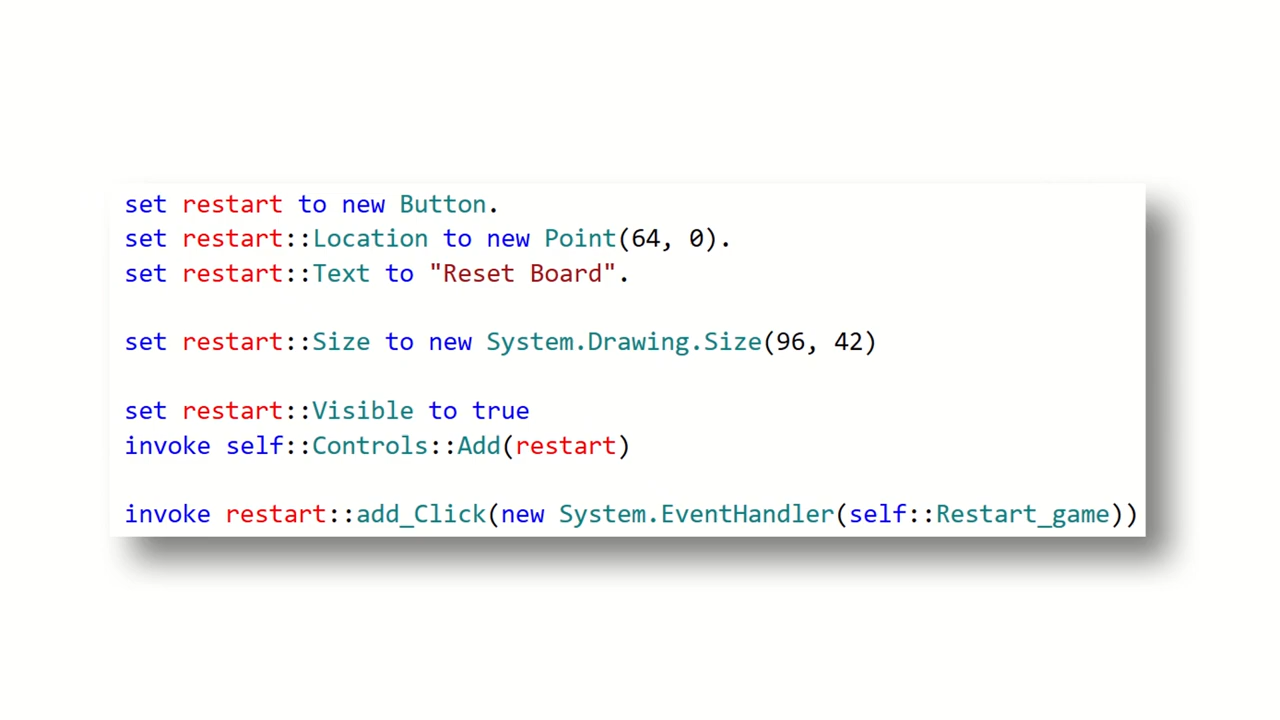 set restart to new Button.
set restart::Location to new Point(64, 0).
set restart::Text to "Reset Board".
set restart::Size to new System.Drawing.Size(96, 42)
set restart::Visible to true
invoke self::Controls::Add(restart)
invoke restart::add_Click(new System.EventHandler(self::Restart_game))